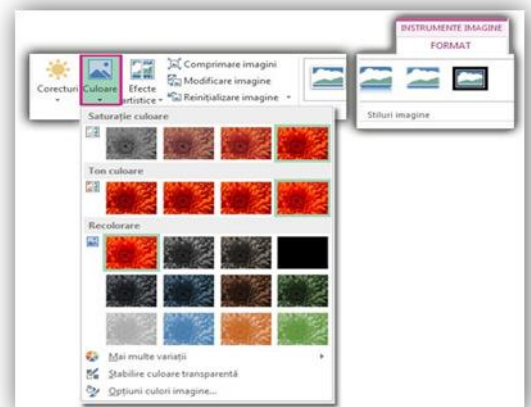 INSTRUMENTE IMAGINE
FORMAT
Corecturi
Culoare
Efecte artistice
Comprimare imagini
Modificare imagine
Reinițializare imagine
Stiluri imagine
Saturație culoare
Ton culoare
Recolorare
Mai multe variații
Stabilire culoare transparentă
Opțiuni culori imagine...